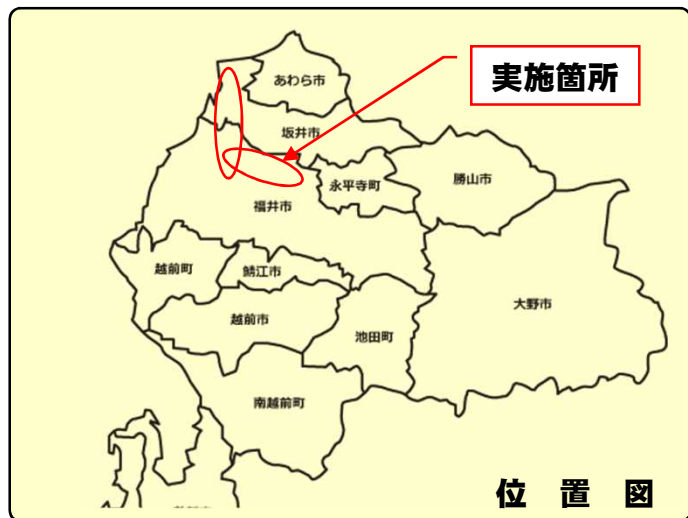 あわら市
実施箇所
坂井市
永平寺町
勝山市
福井市
越前町
鯖江市
大野市
越前市
池田町
南越前町
位置図